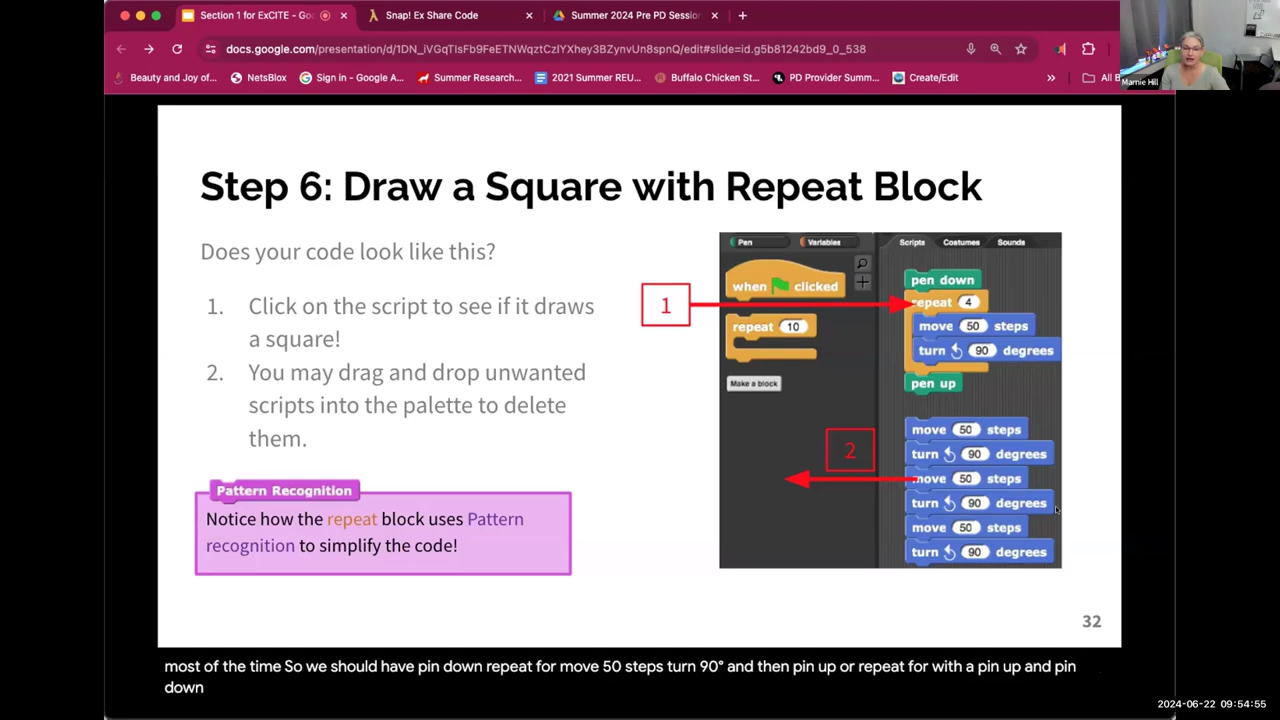 Section 1 for ExCITE - Goo
Snap! Ex Share Code
Summer 2024 Pre PD Session
docs.google.com/presentation/d/1DN_iVGqTIsFb9FeETNWqztCzIYXhey3BZynvUn8spnQ/edit#slide=id.g5b81242bd9_0_538
Beauty and Joy of...
NetsBlox
Sign in - Google A...
Summer Research...
2021 Summer REU...
Buffalo Chicken St...
PD Provider Summ...
Create/Edit
»
All B
Marnie Hill
Step 6: Draw a Square with Repeat Block
Does your code look like this?
1. Click on the script to see if it draws
a square!
2. You may drag and drop unwanted
scripts into the palette to delete
them.
Pattern Recognition
Notice how the repeat block uses Pattern
recognition to simplify the code!
Pen
Variables
when clicked
repeat 10
Make a block
1
2
Scripts Costumes Sounds
pen down
repeat 4
move 50 steps
turn 90 degrees
pen up
move 50 steps
turn 90 degrees
move 50 steps
turn 90 degrees
move 50 steps
turn 90 degrees
32
most of the time So we should have pin down repeat for move 50 steps turn 90° and then pin up or repeat for with a pin up and pin
down
2024-06-22 09:54:55